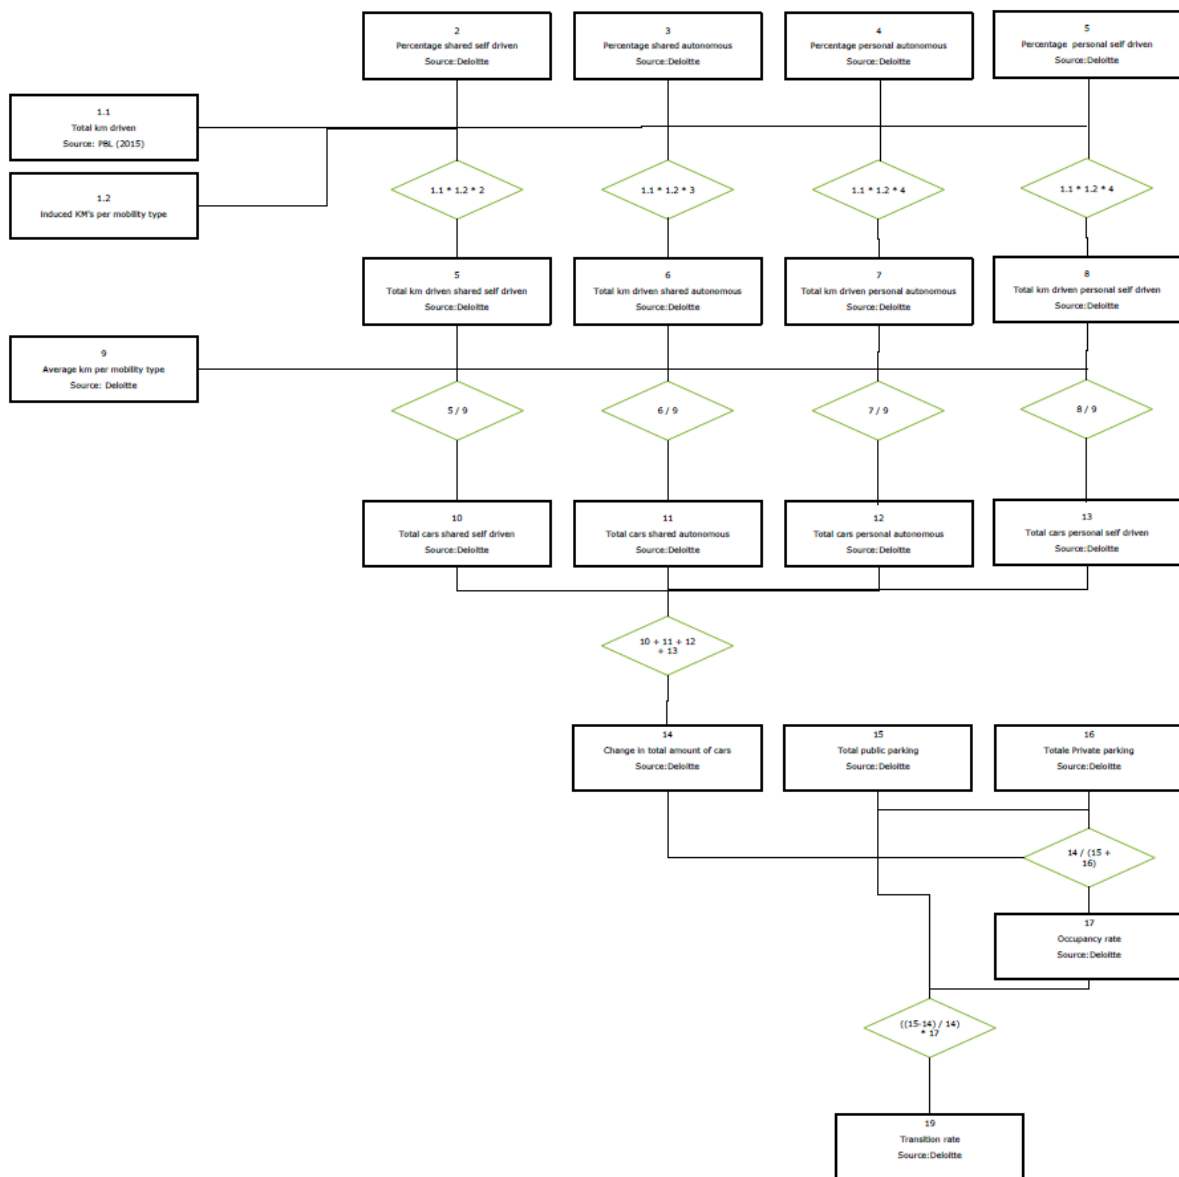 2
Percentage shared self driven
Source:Deloitte
3
Percentage shared autonomous
Source:Deloitte
4
Percentage personal autonomous
Source:Deloitte
5
Percentage personal self driven
Source:Deloitte
1.1
Total km driven
Source: PBL (2015)
1.2
Induced KM's per mobility type
1.1 * 1.2 * 2
1.1 * 1.2 * 3
1.1 * 1.2 * 4
1.1 * 1.2 * 4
5
Total km driven shared self driven
Source:Deloitte
6
Total km driven shared autonomous
Source:Deloitte
7
Total km driven personal autonomous
Source:Deloitte
8
Total km driven personal self driven
Source:Deloitte
9
Average km per mobility type
Source: Deloitte
5 / 9
6 / 9
7 / 9
8 / 9
10
Total cars shared self driven
Source:Deloitte
11
Total cars shared autonomous
Source:Deloitte
12
Total cars personal autonomous
Source:Deloitte
13
Total cars personal self driven
Source:Deloitte
10 + 11 + 12
+ 13
14
Change in total amount of cars
Source:Deloitte
15
Total public parking
Source:Deloitte
16
Totale Private parking
Source:Deloitte
14 / (15 +
16)
17
Occupancy rate
Source:Deloitte
((15-14) / 14)
* 17
19
Transition rate
Source:Deloitte